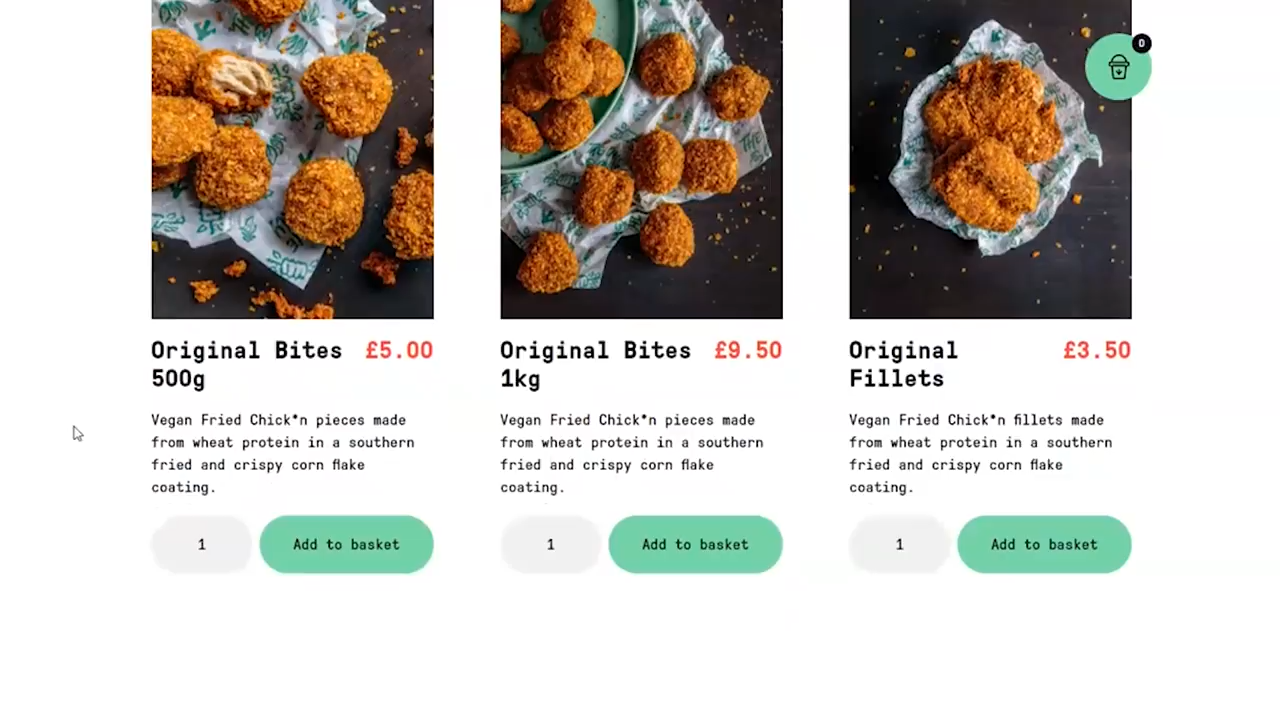 0
Original Bites £5.00
500g
Vegan Fried Chick*n pieces made
from wheat protein in a southern
fried and crispy corn flake
coating.
1 Add to basket
Original Bites £9.50
1kg
Vegan Fried Chick*n pieces made
from wheat protein in a southern
fried and crispy corn flake
coating.
1 Add to basket
Original £3.50
Fillets
Vegan Fried Chick*n fillets made
from wheat protein in a southern
fried and crispy corn flake
coating.
1 Add to basket